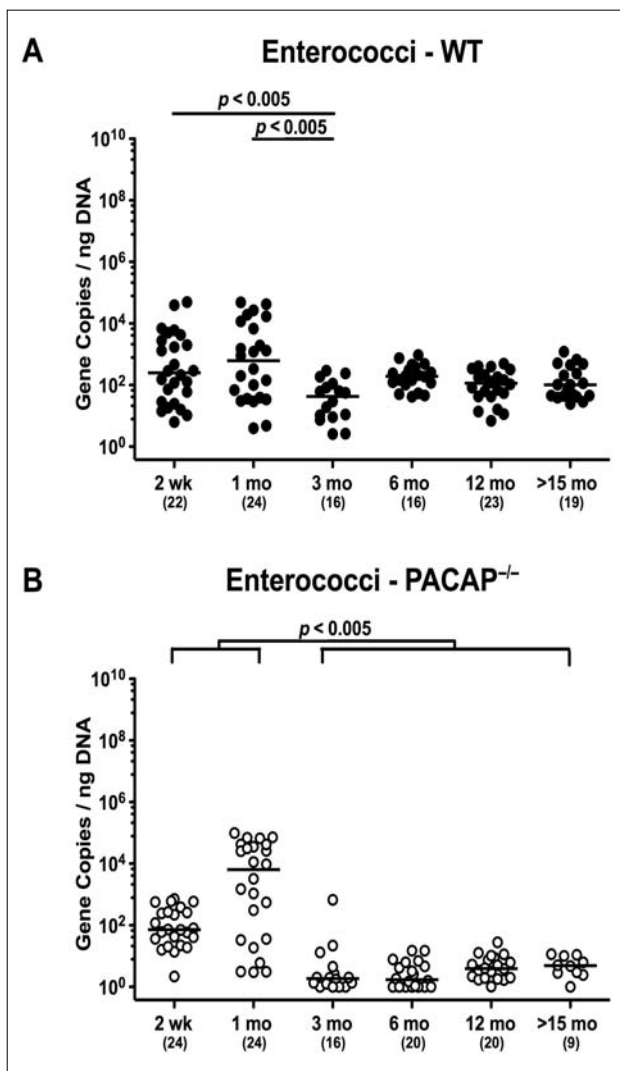 A Enterococci - WT
p < 0.005
p < 0.005
Gene Copies / ng DNA
10¹⁰
10⁸
10⁶
10⁴
10²
10⁰
2 wk 1 mo 3 mo 6 mo 12 mo >15 mo
(22) (24) (16) (16) (23) (19)
B Enterococci - PACAP⁻/⁻
p < 0.005
Gene Copies / ng DNA
10¹⁰
10⁸
10⁶
10⁴
10²
10⁰
2 wk 1 mo 3 mo 6 mo 12 mo >15 mo
(24) (24) (16) (20) (20) (9)